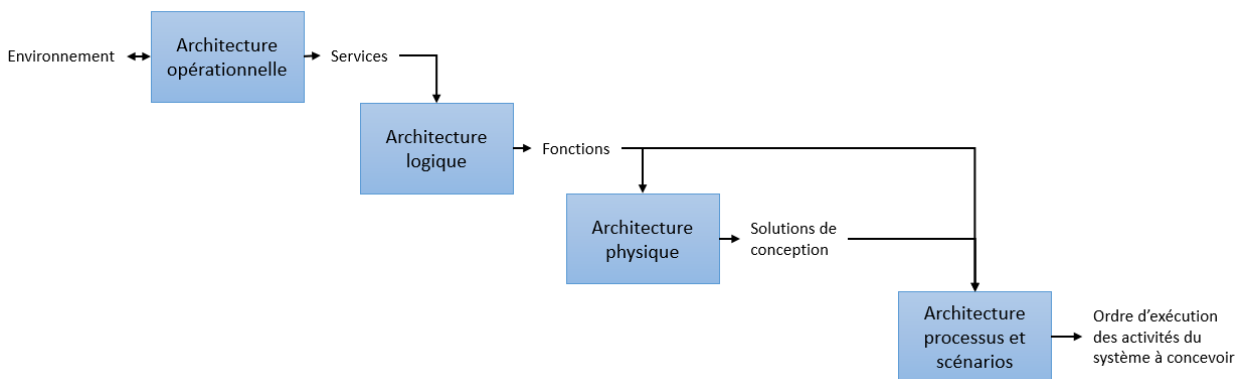 Environnement
Architecture
opérationnelle
Services
Architecture
logique
Fonctions
Architecture
physique
Solutions de
conception
Architecture
processus et
scénarios
Ordre d’exécution
des activités du
système à concevoir